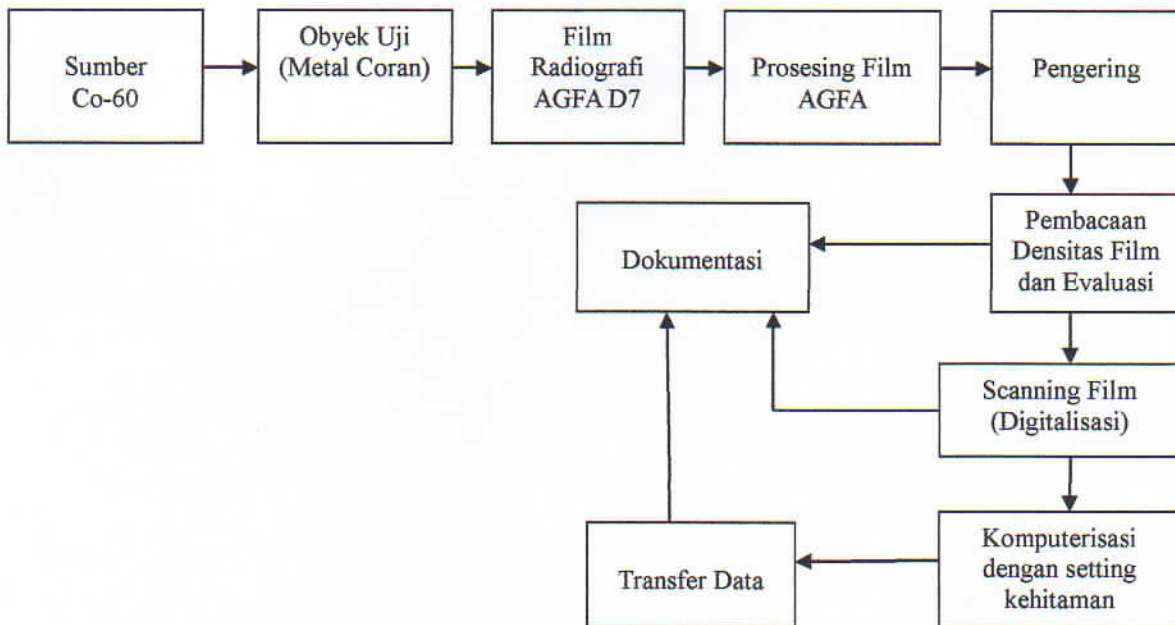 Sumber
Co-60
Obyek Uji
(Metal Coran)
Film
Radiografi
AGFA D7
Prosesing Film
AGFA
Pengering
Pembacaan
Densitas Film
dan Evaluasi
Dokumentasi
Scanning Film
(Digitalisasi)
Komputerisasi
dengan setting
kehitaman
Transfer Data